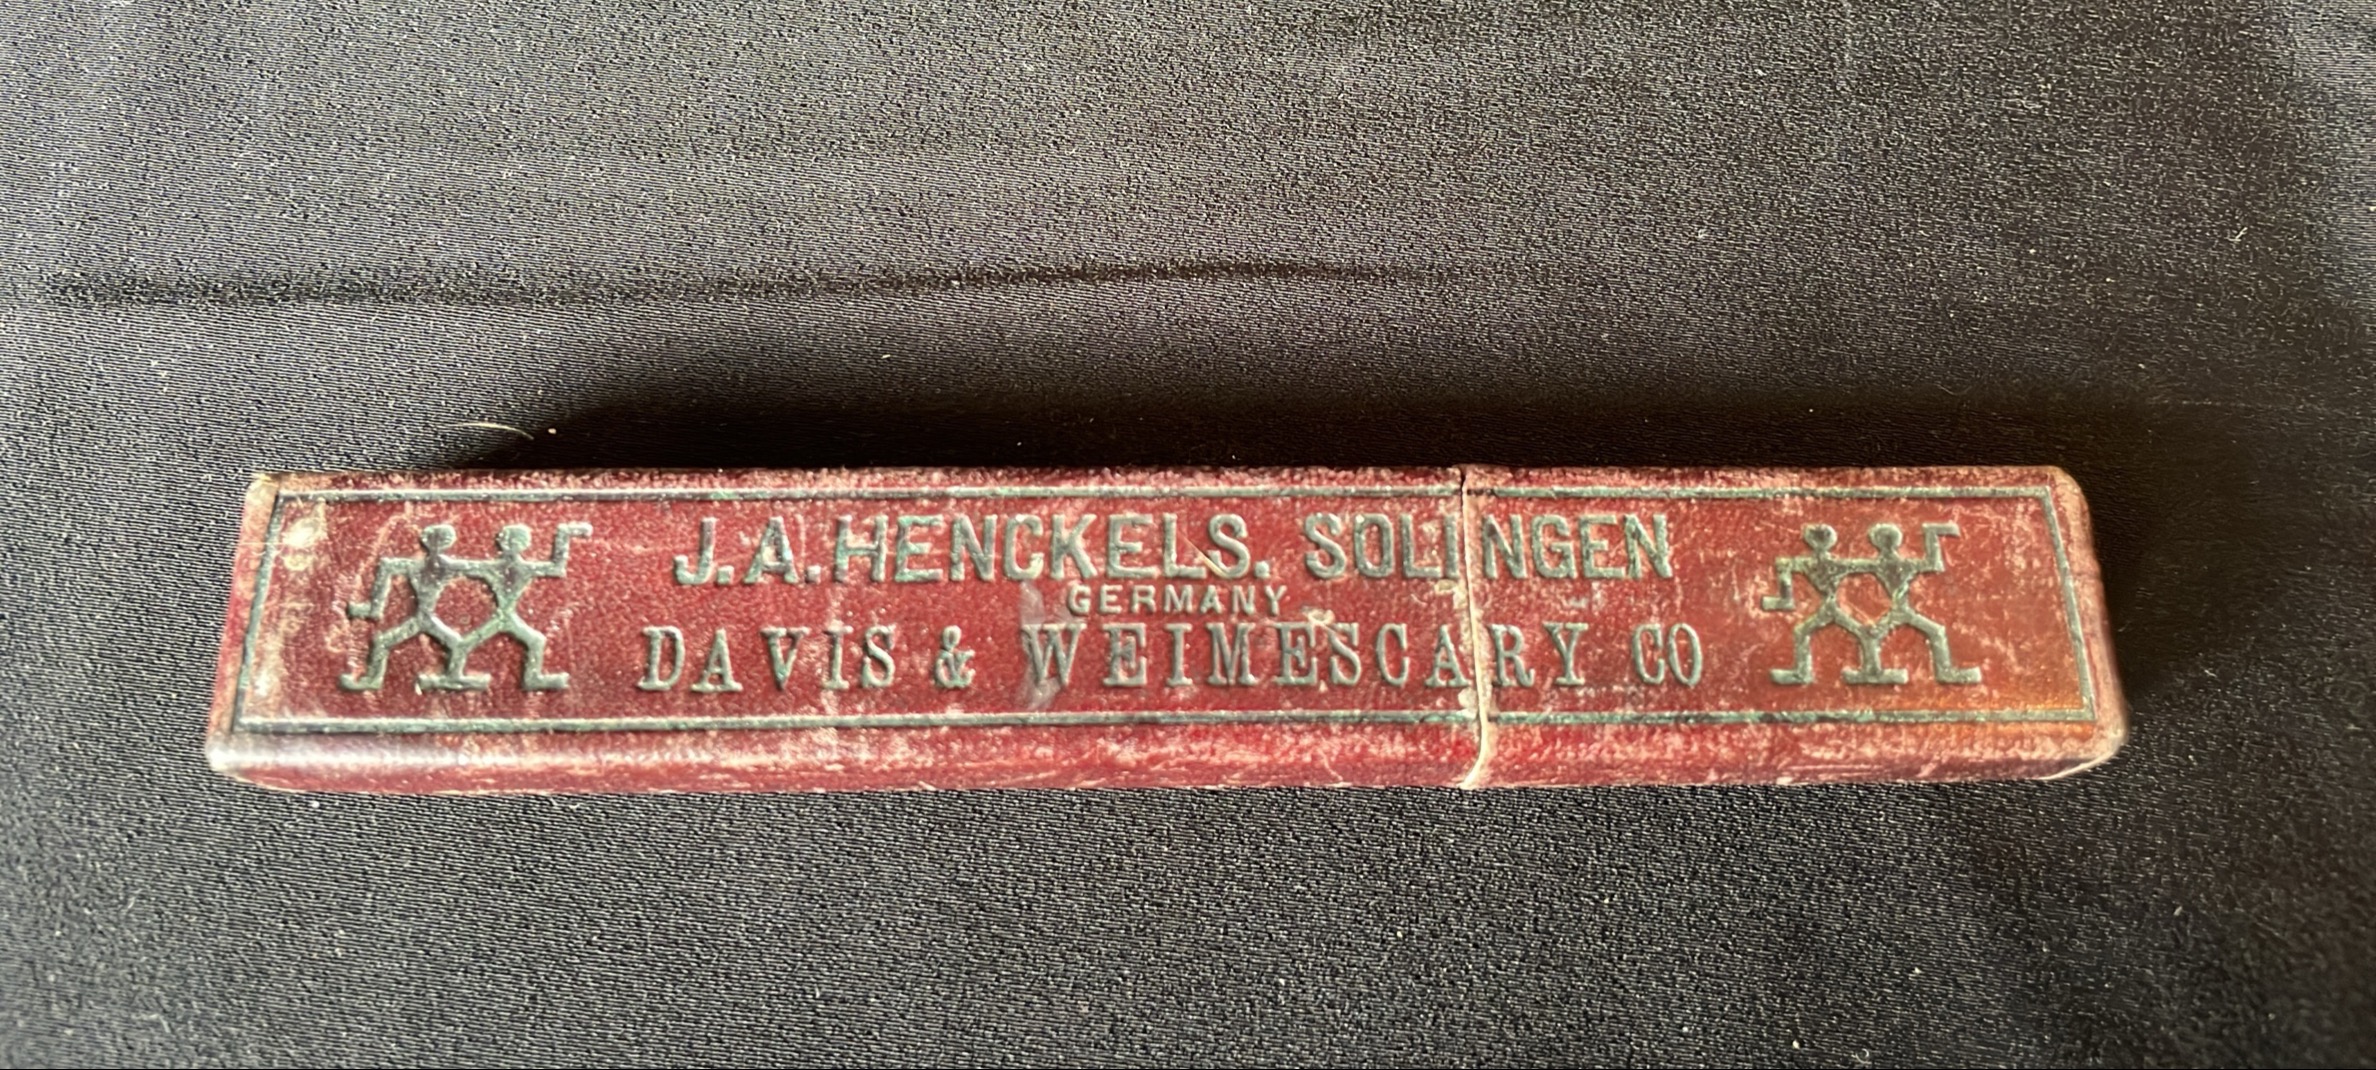 J.A.HENCKELS. SOLINGEN
GERMANY
DAVIS & WEIMESCARY CO